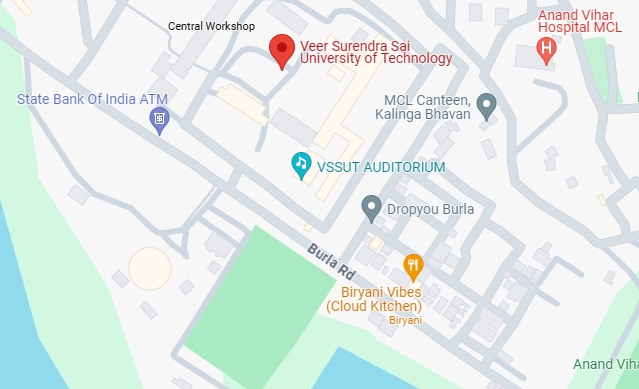 Central Workshop
Anand Vihar
Hospital MCL
H
Veer Surendra Sai
University of Technology
State Bank Of India ATM
MCL Canteen,
Kalinga Bhavan
VSSUT AUDITORIUM
Dropyou Burla
Burla Rd
Biryani Vibes
(Cloud Kitchen)
Biryani
Anand Viha